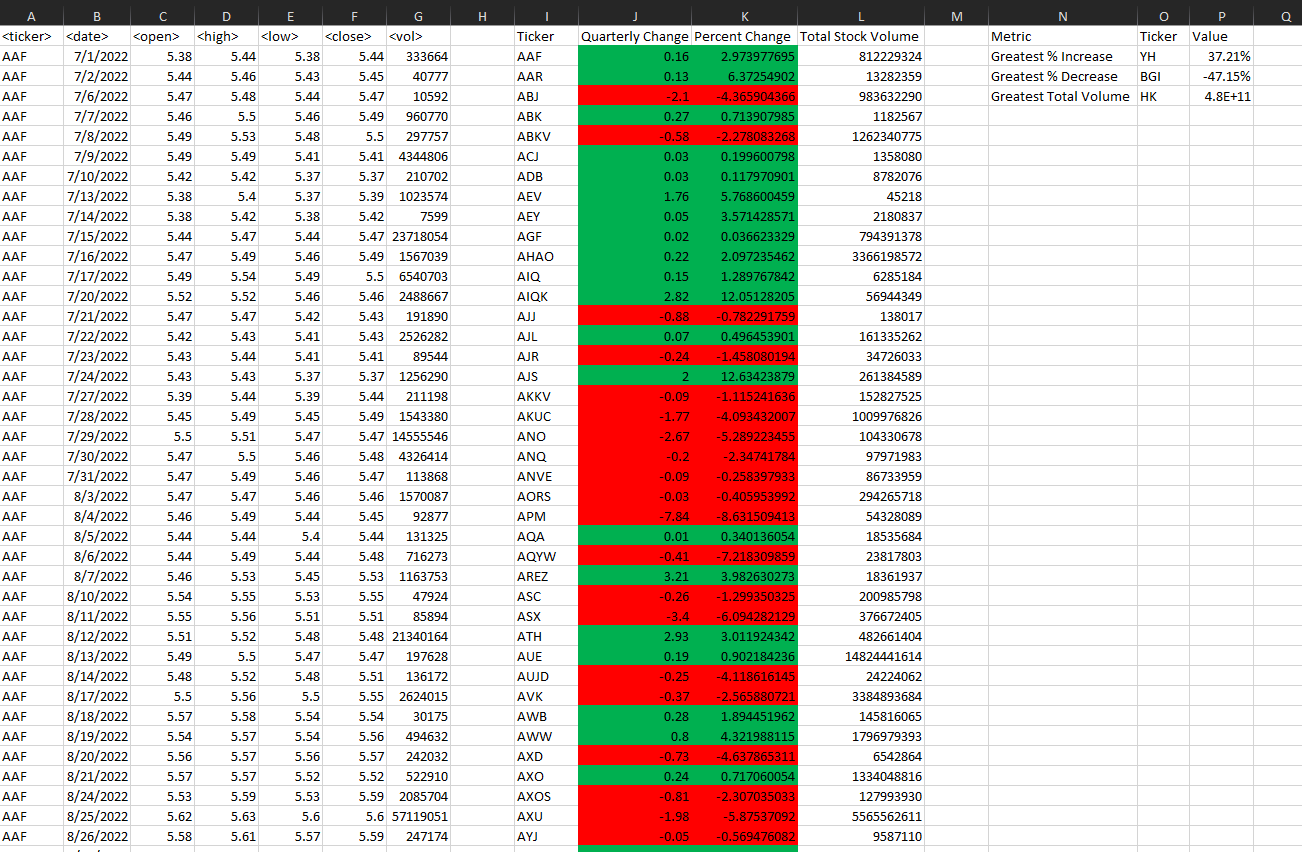 A B C D E F G H I J K L M N O P Q
<ticker> <date> <open> <high> <low> <close> <vol> Ticker Quarterly Change Percent Change Total Stock Volume Metric Ticker Value
AAF 7/1/2022 5.38 5.44 5.38 5.44 333664 AAF 0.16 2.973977695 812229324 Greatest % Increase YH 37.21%
AAF 7/2/2022 5.44 5.46 5.43 5.45 40777 AAR 0.13 6.37254902 13282359 Greatest % Decrease BGI -47.15%
AAF 7/6/2022 5.47 5.48 5.44 5.47 10592 ABJ -2.1 -4.365904366 983632290 Greatest Total Volume HK 4.8E+11
AAF 7/7/2022 5.46 5.5 5.46 5.49 960770 ABK 0.27 0.713907985 1182567
AAF 7/8/2022 5.49 5.53 5.48 5.5 297757 ABKV -0.58 -2.278083268 1262340775
AAF 7/9/2022 5.49 5.49 5.41 5.41 4344806 ACJ 0.03 0.199600798 1358080
AAF 7/10/2022 5.42 5.42 5.37 5.37 210702 ADB 0.03 0.117970901 8782076
AAF 7/13/2022 5.38 5.4 5.37 5.39 1023574 AEV 1.76 5.768600459 45218
AAF 7/14/2022 5.38 5.42 5.38 5.42 7599 AEY 0.05 3.571428571 2180837
AAF 7/15/2022 5.44 5.47 5.44 5.47 23718054 AGF 0.02 0.036623329 794391378
AAF 7/16/2022 5.47 5.49 5.46 5.49 1567039 AHAO 0.22 2.097235462 3366198572
AAF 7/17/2022 5.49 5.54 5.49 5.5 6540703 AIQ 0.15 1.289767842 6285184
AAF 7/20/2022 5.52 5.52 5.46 5.46 2488667 AIQK 2.82 12.05128205 56944349
AAF 7/21/2022 5.47 5.47 5.42 5.43 191890 AJJ -0.88 -0.782291759 138017
AAF 7/22/2022 5.42 5.43 5.41 5.43 2526282 AJL 0.07 0.496453901 161335262
AAF 7/23/2022 5.43 5.44 5.41 5.41 89544 AJR -0.24 -1.458080194 34726033
AAF 7/24/2022 5.43 5.43 5.37 5.37 1256290 AJS 2 12.63423879 261384589
AAF 7/27/2022 5.39 5.44 5.39 5.44 211198 AKKV -0.09 -1.115241636 152827525
AAF 7/28/2022 5.45 5.49 5.45 5.49 1543380 AKUC -1.77 -4.093432007 1009976826
AAF 7/29/2022 5.5 5.51 5.47 5.47 14555546 ANO -2.67 -5.289223455 104330678
AAF 7/30/2022 5.47 5.5 5.46 5.48 4326414 ANQ -0.2 -2.34741784 97971983
AAF 7/31/2022 5.47 5.49 5.46 5.47 113868 ANVE -0.09 -0.258397933 86733959
AAF 8/3/2022 5.47 5.47 5.46 5.46 1570087 AORS -0.03 -0.405953992 294265718
AAF 8/4/2022 5.46 5.49 5.44 5.45 92877 APM -7.84 -8.631509413 54328089
AAF 8/5/2022 5.44 5.44 5.4 5.44 131325 AQA 0.01 0.340136054 18535684
AAF 8/6/2022 5.44 5.49 5.44 5.48 716273 AQYW -0.41 -7.218309859 23817803
AAF 8/7/2022 5.46 5.53 5.45 5.53 1163753 AREZ 3.21 3.982630273 18361937
AAF 8/10/2022 5.54 5.55 5.53 5.55 47924 ASC -0.26 -1.299350325 200985798
AAF 8/11/2022 5.55 5.56 5.51 5.51 85894 ASX -3.4 -6.094282129 376672405
AAF 8/12/2022 5.51 5.52 5.48 5.48 21340164 ATH 2.93 3.011924342 482661404
AAF 8/13/2022 5.49 5.5 5.47 5.47 197628 AUE 0.19 0.902184236 14824441614
AAF 8/14/2022 5.48 5.52 5.48 5.51 136172 AUJD -0.25 -4.118616145 24224062
AAF 8/17/2022 5.5 5.56 5.5 5.55 2624015 AVK -0.37 -2.565880721 3384893684
AAF 8/18/2022 5.57 5.58 5.54 5.54 30175 AWB 0.28 1.894451962 145816065
AAF 8/19/2022 5.54 5.57 5.54 5.56 494632 AWW 0.8 4.321988115 1796979393
AAF 8/20/2022 5.56 5.57 5.56 5.57 242032 AXD -0.73 -4.637865311 6542864
AAF 8/21/2022 5.57 5.57 5.52 5.52 522910 AXO 0.24 0.717060054 1334048816
AAF 8/24/2022 5.53 5.59 5.53 5.59 2085704 AXOS -0.81 -2.307035033 127993930
AAF 8/25/2022 5.62 5.63 5.6 5.6 57119051 AXU -1.98 -5.87537092 5565562611
AAF 8/26/2022 5.58 5.61 5.57 5.59 247174 AYJ -0.05 -0.569476082 9587110